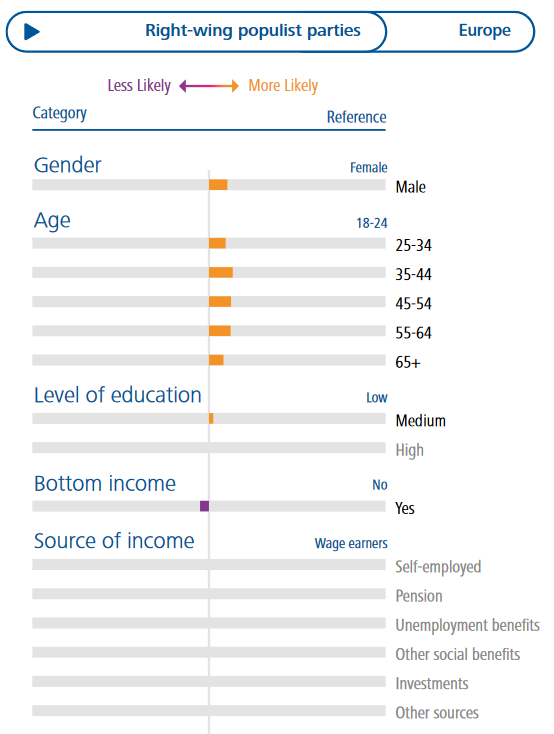 Right-wing populist parties Europe
Less Likely More Likely
Category Reference
Gender Female
Male
Age 18-24
25-34
35-44
45-54
55-64
65+
Level of education Low
Medium
High
Bottom income No
Yes
Source of income Wage earners
Self-employed
Pension
Unemployment benefits
Other social benefits
Investments
Other sources